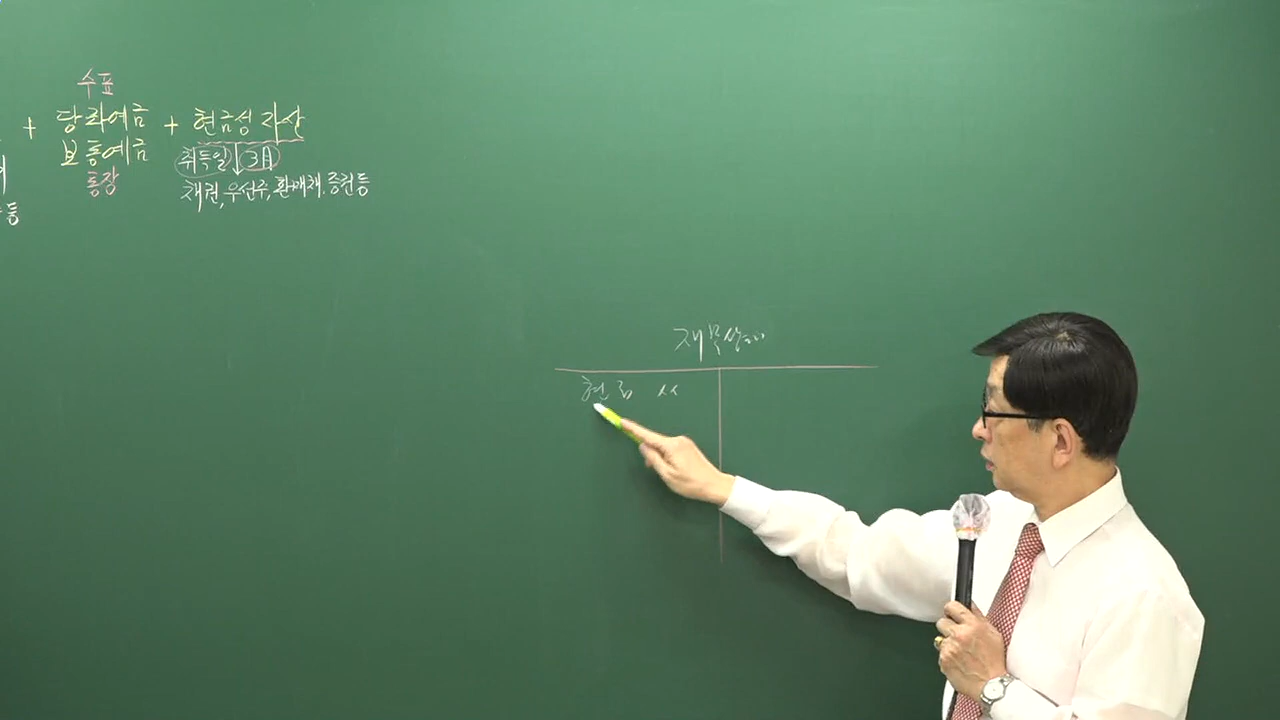 수표
+ 당좌예금 + 현금성 자산
보통예금
취득일 3月
통장
채권, 우선주, 환매채, 증권등
등
재무상태
현금 xx